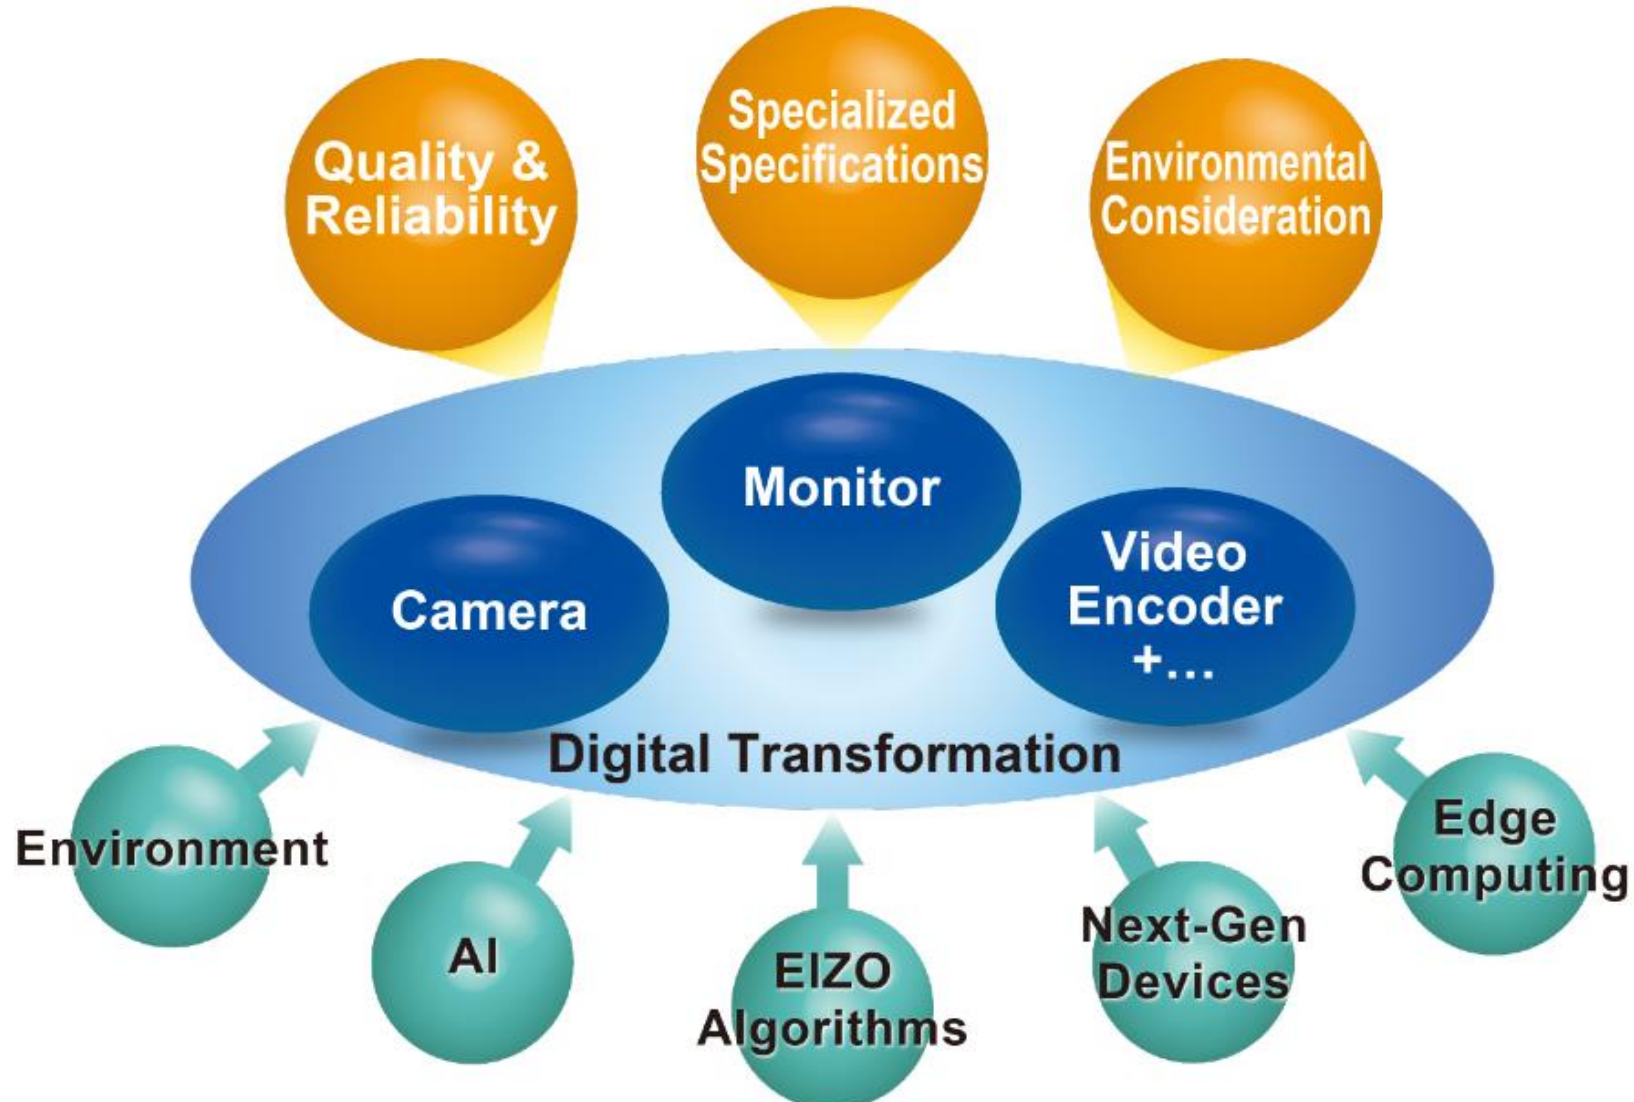 Quality &
Reliability
Specialized
Specifications
Environmental
Consideration
Monitor
Camera
Video
Encoder
+...
Digital Transformation
Environment
AI
EIZO
Algorithms
Next-Gen
Devices
Edge
Computing